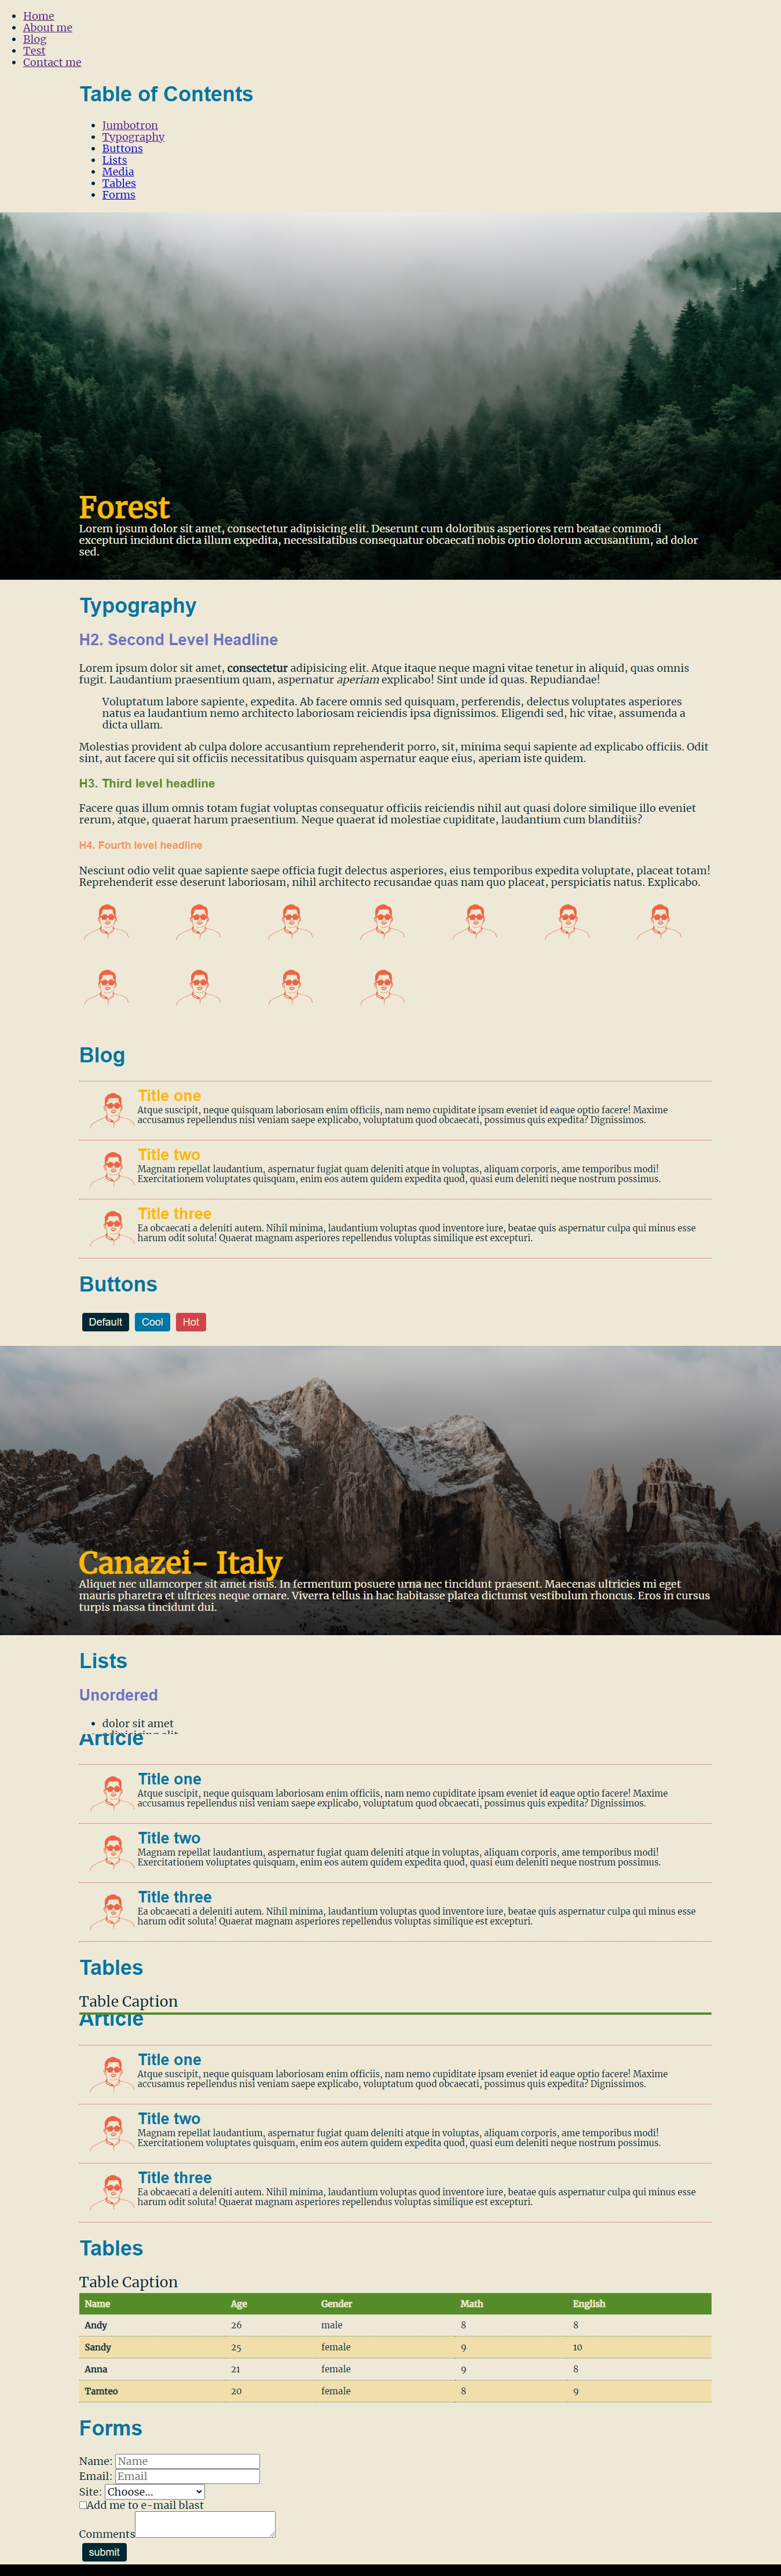 Home
About me
Blog
Test
Contact me
Table of Contents
Jumbotron
Typography
Buttons
Lists
Media
Tables
Forms
Forest
Lorem ipsum dolor sit amet, consectetur adipisicing elit. Deserunt cum doloribus asperiores rem beatae commodi
excepturi incidunt dicta illum expedita, necessitatibus consequatur obcaecati nobis optio dolorum accusantium, ad dolor
sed.
Typography
H2. Second Level Headline
Lorem ipsum dolor sit amet, consectetur adipisicing elit. Atque itaque neque magni vitae tenetur in aliquid, quas omnis
fugit. Laudantium praesentium quam, aspernatur aperiam explicabo! Sint unde id quas. Repudiandae!
Voluptatum labore sapiente, expedita. Ab facere omnis sed quisquam, perferendis, delectus voluptates asperiores
natus ea laudantium nemo architecto laboriosam reiciendis ipsa dignissimos. Eligendi sed, hic vitae, assumenda a
dicta ullam.
Molestias provident ab culpa dolore accusantium reprehenderit porro, sit, minima sequi sapiente ad explicabo officiis. Odit
sint, aut facere qui sit officiis necessitatibus quisquam aspernatur eaque eius, aperiam iste quidem.
H3. Third level headline
Facere quas illum omnis totam fugiat voluptas consequatur officiis reiciendis nihil aut quasi dolore similique illo eveniet
rerum, atque, quaerat harum praesentium. Neque quaerat id molestiae cupiditate, laudantium cum blanditiis?
H4. Fourth level headline
Nesciunt odio velit quae sapiente saepe officia fugit delectus asperiores, eius temporibus expedita voluptate, placeat totam!
Reprehenderit esse deserunt laboriosam, nihil architecto recusandae quas nam quo placeat, perspiciatis natus. Explicabo.
Blog
Title one
Atque suscipit, neque quisquam laboriosam enim officiis, nam nemo cupiditate ipsam eveniet id eaque optio facere! Maxime
accusamus repellendus nisi veniam saepe explicabo, voluptatum quod obcaecati, possimus quis expedita? Dignissimos.
Title two
Magnam repellat laudantium, aspernatur fugiat quam deleniti atque in voluptas, aliquam corporis, ame temporibus modi!
Exercitationem voluptates quisquam, enim eos autem quidem expedita quod, quasi eum deleniti neque nostrum possimus.
Title three
Ea obcaecati a deleniti autem. Nihil minima, laudantium voluptas quod inventore iure, beatae quis aspernatur culpa qui minus esse
harum odit soluta! Quaerat magnam asperiores repellendus voluptas similique est excepturi.
Buttons
Default Cool Hot
Canazei- Italy
Aliquet nec ullamcorper sit amet risus. In fermentum posuere urna nec tincidunt praesent. Maecenas ultricies mi eget
mauris pharetra et ultrices neque ornare. Viverra tellus in hac habitasse platea dictumst vestibulum rhoncus. Eros in cursus
turpis massa tincidunt dui.
Lists
Unordered
dolor sit amet
Article
Title one
Atque suscipit, neque quisquam laboriosam enim officiis, nam nemo cupiditate ipsam eveniet id eaque optio facere! Maxime
accusamus repellendus nisi veniam saepe explicabo, voluptatum quod obcaecati, possimus quis expedita? Dignissimos.
Title two
Magnam repellat laudantium, aspernatur fugiat quam deleniti atque in voluptas, aliquam corporis, ame temporibus modi!
Exercitationem voluptates quisquam, enim eos autem quidem expedita quod, quasi eum deleniti neque nostrum possimus.
Title three
Ea obcaecati a deleniti autem. Nihil minima, laudantium voluptas quod inventore iure, beatae quis aspernatur culpa qui minus esse
harum odit soluta! Quaerat magnam asperiores repellendus voluptas similique est excepturi.
Tables
Table Caption
Article
Title one
Atque suscipit, neque quisquam laboriosam enim officiis, nam nemo cupiditate ipsam eveniet id eaque optio facere! Maxime
accusamus repellendus nisi veniam saepe explicabo, voluptatum quod obcaecati, possimus quis expedita? Dignissimos.
Title two
Magnam repellat laudantium, aspernatur fugiat quam deleniti atque in voluptas, aliquam corporis, ame temporibus modi!
Exercitationem voluptates quisquam, enim eos autem quidem expedita quod, quasi eum deleniti neque nostrum possimus.
Title three
Ea obcaecati a deleniti autem. Nihil minima, laudantium voluptas quod inventore iure, beatae quis aspernatur culpa qui minus esse
harum odit soluta! Quaerat magnam asperiores repellendus voluptas similique est excepturi.
Tables
Table Caption
Name Age Gender Math English
Andy 26 male 8 8
Sandy 25 female 9 10
Anna 21 female 9 8
Tamteo 20 female 8 9
Forms
Name: Name
Email: Email
Site: Choose...
Add me to e-mail blast
Comments
submit